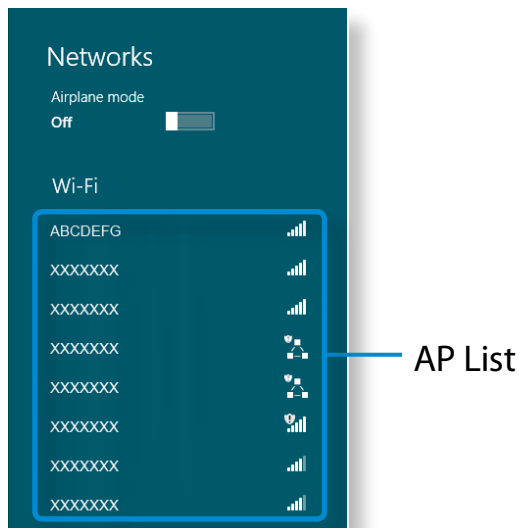 Networks
Airplane mode
Off
Wi-Fi
ABCDEFG
XXXXXXX
XXXXXXX
XXXXXXX
XXXXXXX
XXXXXXX
XXXXXXX
XXXXXXX
AP List